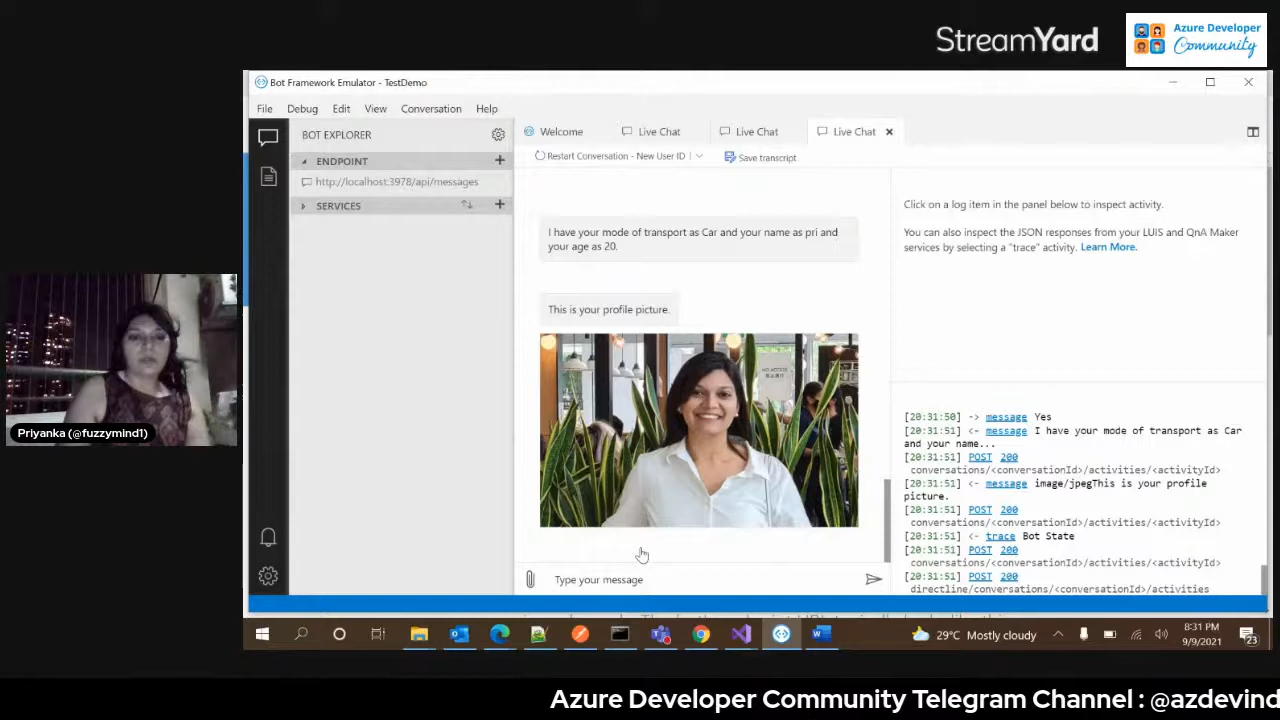 StreamYard
Azure Developer
Community
Bot Framework Emulator - TestDemo
File Debug Edit View Conversation Help
BOT EXPLORER
ENDPOINT
http://localhost:3978/api/messages
SERVICES
Welcome
Live Chat
Live Chat
Live Chat
Restart Conversation - New User ID
Save transcript
I have your mode of transport as Car and your name as pri and
your age as 20.
This is your profile picture.
NO ACCESS
Type your message
Click on a log item in the panel below to inspect activity.
You can also inspect the JSON responses from your LUIS and QnA Maker
services by selecting a "trace" activity. Learn More.
[20:31:50] -> message Yes
[20:31:51] <- message I have your mode of transport as Car
and your name...
[20:31:51] POST 200
conversations/<conversationId>/activities/<activityId>
[20:31:51] <- message image/jpegThis is your profile
picture.
[20:31:51] POST 200
conversations/<conversationId>/activities/<activityId>
[20:31:51] <- trace Bot State
[20:31:51] POST 200
conversations/<conversationId>/activities/<activityId>
[20:31:51] POST 200
directline/conversations/<conversationId>/activities
Priyanka (@fuzzymind1)
29°C Mostly cloudy
8:31 PM
9/9/2021
23
Azure Developer Community Telegram Channel : @azdevind